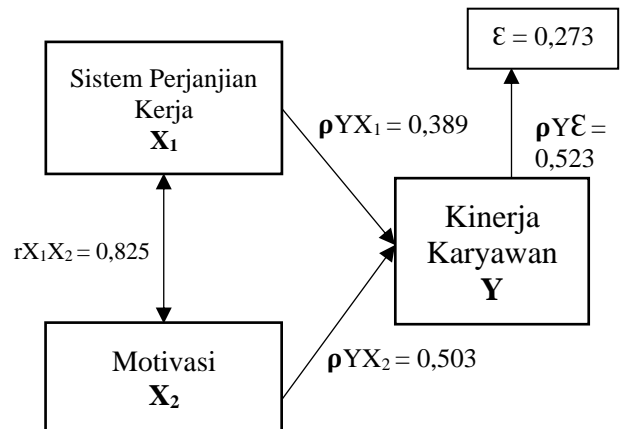 Ɛ = 0,273
Sistem Perjanjian
Kerja
X₁
ρYX₁ = 0,389
ρYƐ =
0,523
Kinerja
Karyawan
Y
rX₁X₂ = 0,825
Motivasi
X₂
ρYX₂ = 0,503